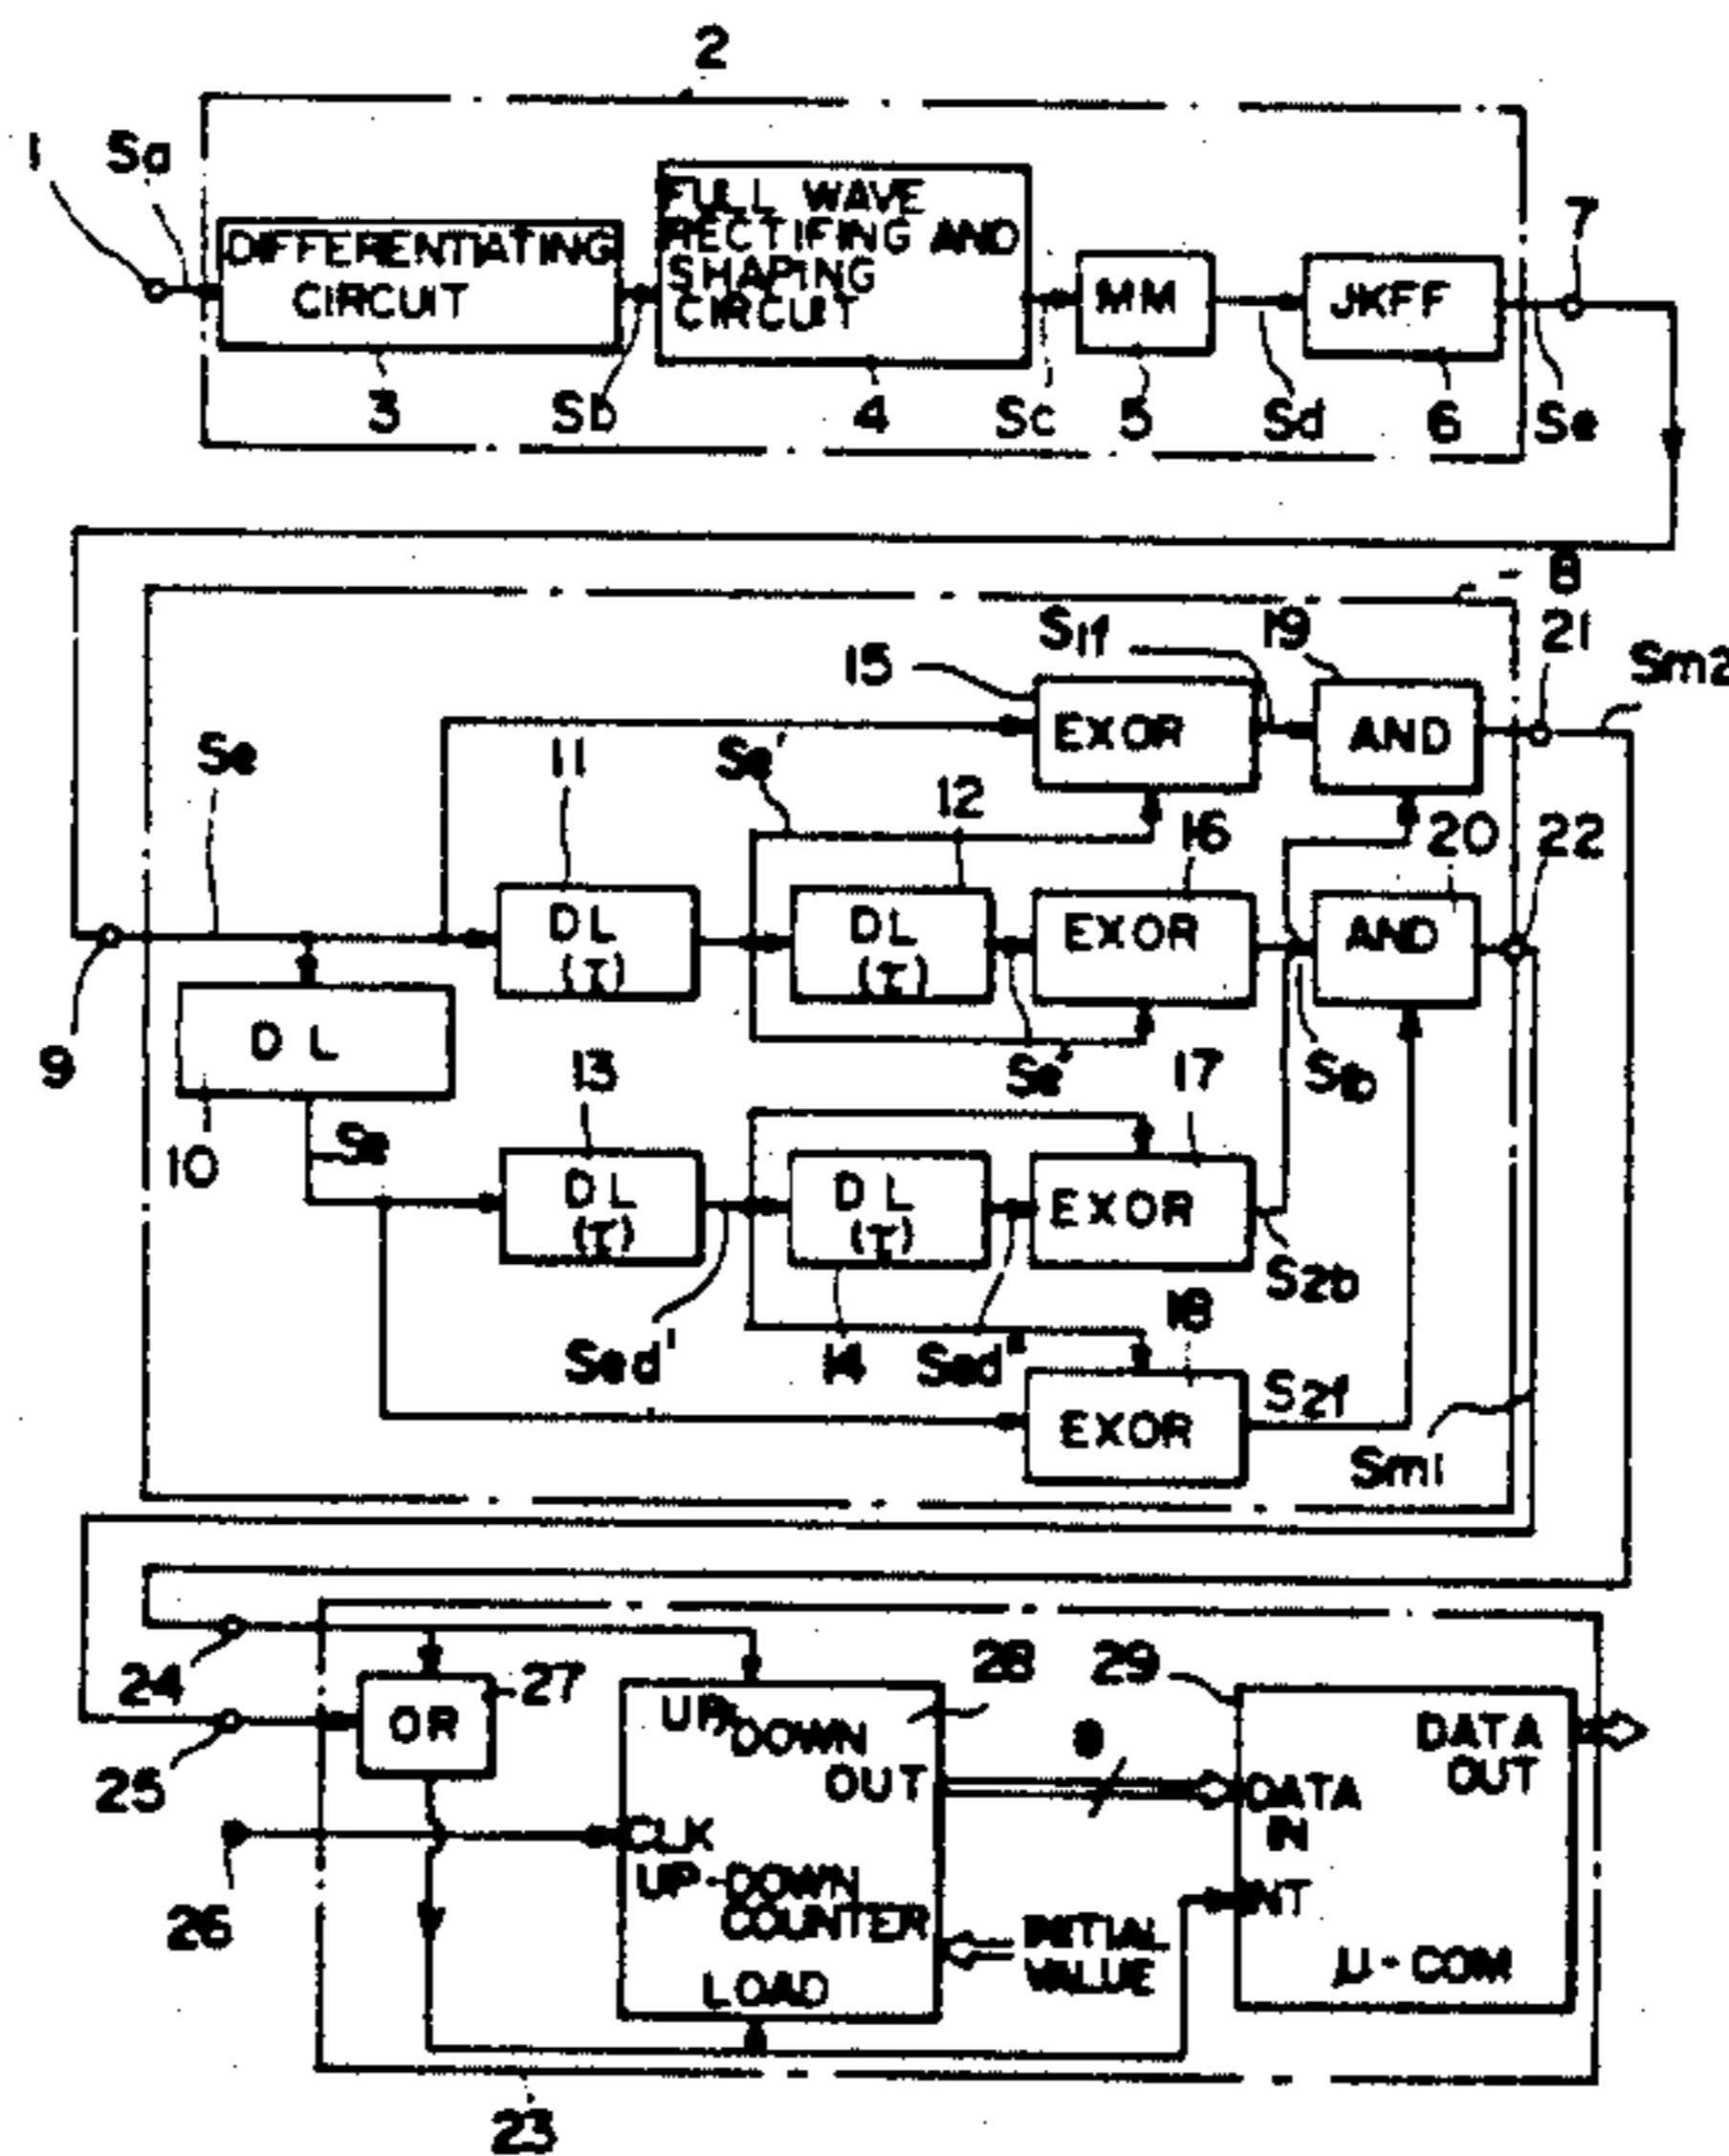 2
1
Sa
DIFFERENTIATING
CIRCUIT
FULL WAVE
RECTIFING AND
SHAPING
CIRCUIT
MM
JKFF
7
3
Sb
4
Sc
5
Sd
6
Se
8
15
S1f
19
21
Sm2
EXOR
AND
Se
11
Se'
12
16
20
22
DL
(T)
DL
(T)
EXOR
AND
9
DL
10
Se
13
Se"
17
S1b
DL
(T)
DL
(T)
EXOR
S2b
Sed'
14
Sed"
18
EXOR
S2f
Sm1
24
25
26
OR
27
UP/DOWN
OUT
CLK
UP-DOWN
COUNTER
LOAD
28
8
INITIAL
VALUE
29
DATA
OUT
DATA
IN
INT
μ-COM
23